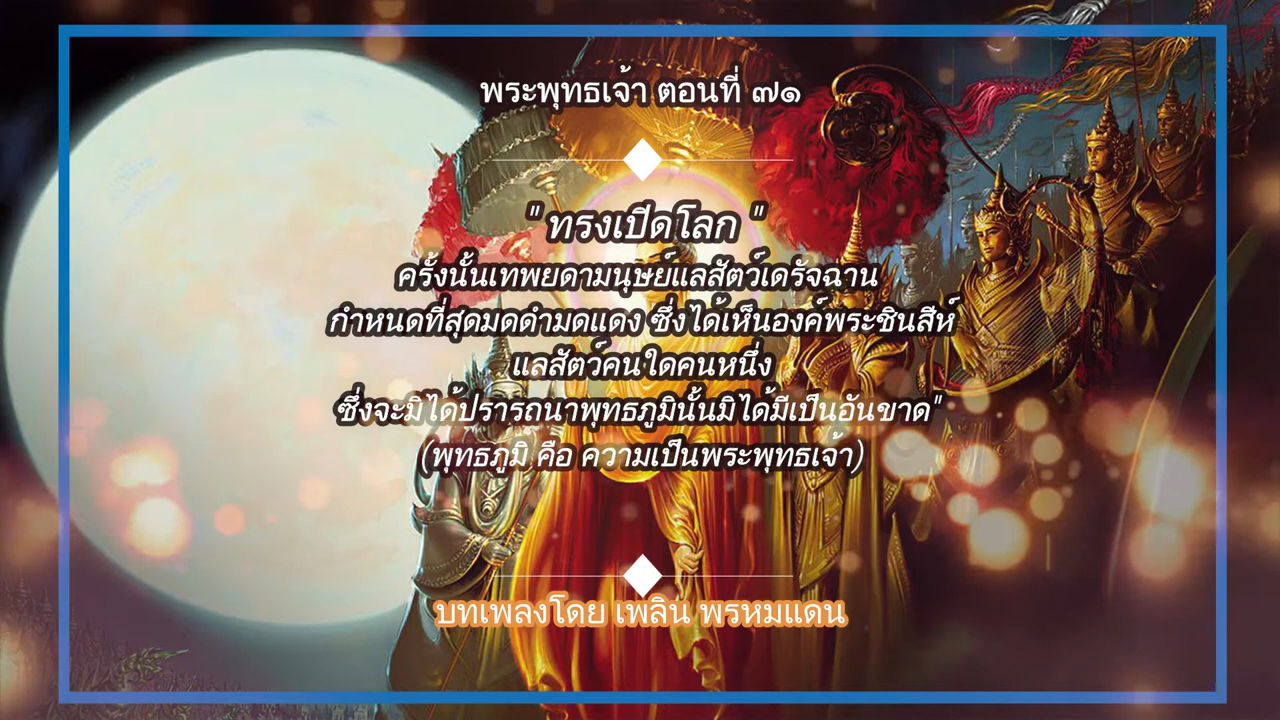 พระพุทธเจ้า ตอนที่ ๗๑
" ทรงเปิดโลก "
ครั้งนั้นเทพยดามนุษย์แลสัตว์เดรัจฉาน
กำหนดที่สุดมดดำมดแดง ซึ่งได้เห็นองค์พระชินสีห์
แลสัตว์คนใดคนหนึ่ง
ซึ่งจะมิได้ปรารถนาพุทธภูมินั้นมิได้มีเป็นอันขาด"
(พุทธภูมิ คือ ความเป็นพระพุทธเจ้า)
บทเพลงโดย เพลิน พรหมแดน